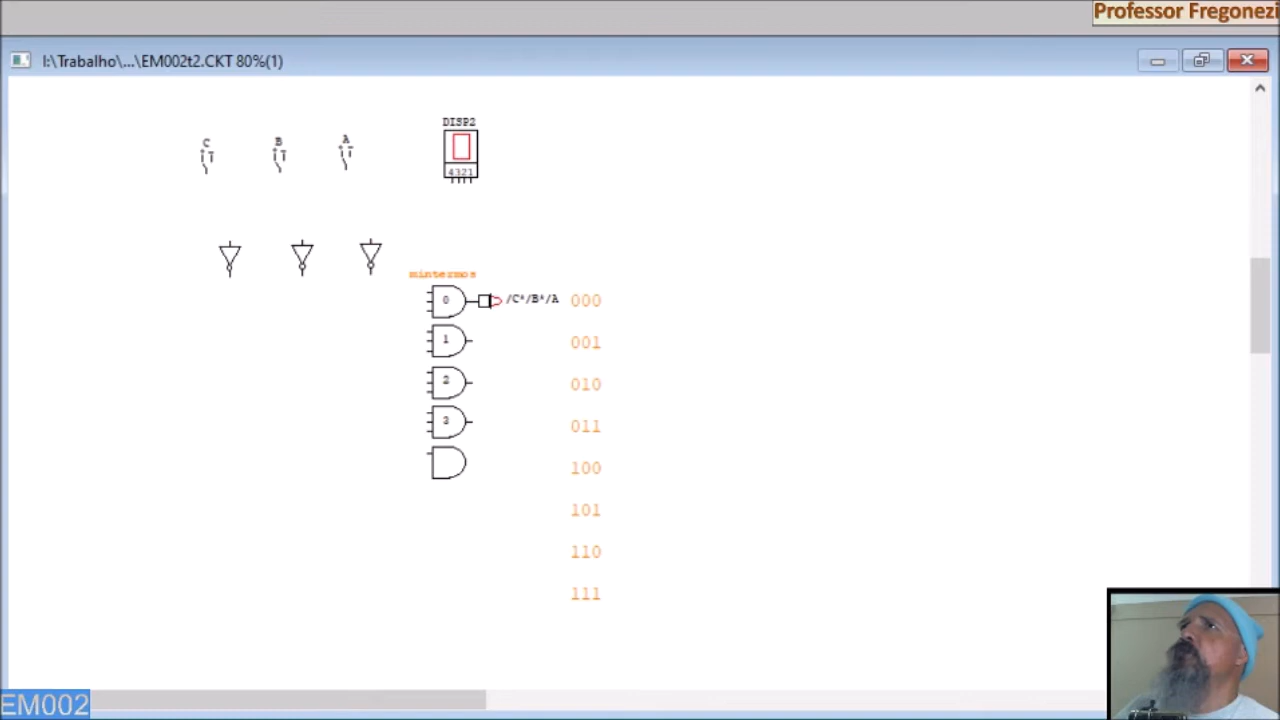 Professor Fregonezi
I:\Trabalho\...\EM002t2.CKT 80%(1)
DISP2
C B A
4321
mintermos
0 /C*/B*/A 000
1 001
2 010
3 011
100
101
110
111
EM002